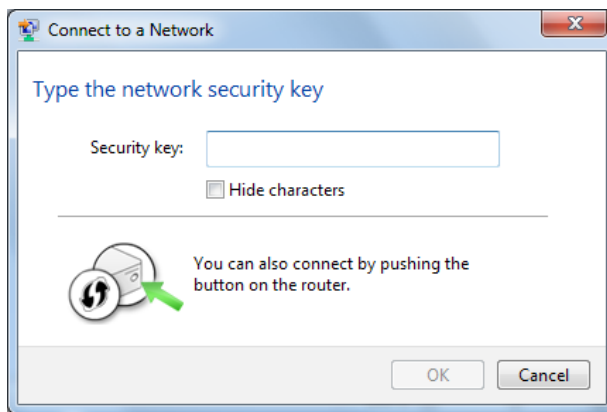 Connect to a Network
Type the network security key
Security key:
Hide characters
You can also connect by pushing the
button on the router.
OK
Cancel